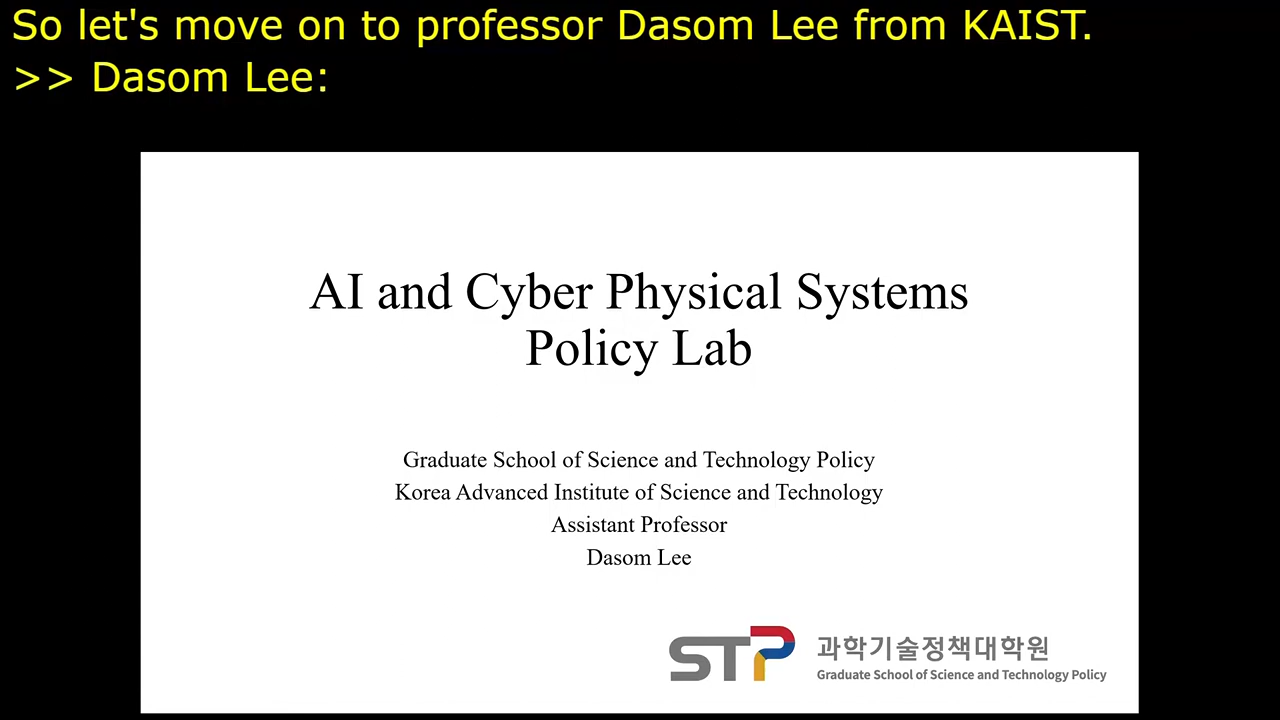 So let's move on to professor Dasom Lee from KAIST.
>> Dasom Lee:
AI and Cyber Physical Systems
Policy Lab
Graduate School of Science and Technology Policy
Korea Advanced Institute of Science and Technology
Assistant Professor
Dasom Lee
STP
과학기술정책대학원
Graduate School of Science and Technology Policy